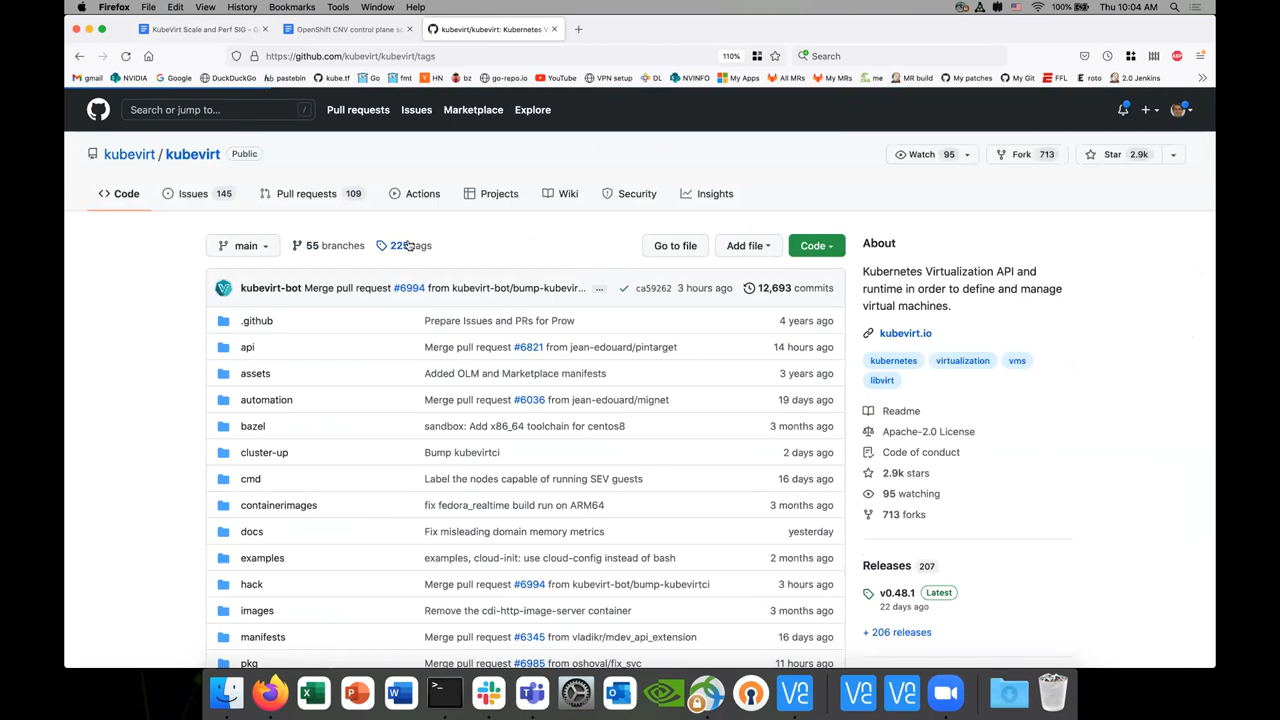 Firefox File Edit View History Bookmarks Tools Window Help 100% Thu 10:04 AM
KubeVirt Scale and Perf SIG - G
OpenShift CNV control plane sc
kubevirt/kubevirt: Kubernetes V
https://github.com/kubevirt/kubevirt/tags 110% Search
gmail NVIDIA Google DuckDuckGo pastebin kube.tf Go fmt HN bz go-repo.io YouTube VPN setup DL NVINFO My Apps All MRs My MRs me MR build My patches My Git FFL roto 2.0 Jenkins
Search or jump to... / Pull requests Issues Marketplace Explore
kubevirt / kubevirt Public Watch 95 Fork 713 Star 2.9k
Code Issues 145 Pull requests 109 Actions Projects Wiki Security Insights
main 55 branches Go to file Add file Code
kubevirt-bot Merge pull request #6994 from kubevirt-bot/bump-kubevir... ... ca59262 3 hours ago 12,693 commits
.github Prepare Issues and PRs for Prow 4 years ago
api Merge pull request #6821 from jean-edouard/pintarget 14 hours ago
assets Added OLM and Marketplace manifests 3 years ago
automation Merge pull request #6036 from jean-edouard/mignet 19 days ago
bazel sandbox: Add x86_64 toolchain for centos8 3 months ago
cluster-up Bump kubevirtci 2 days ago
cmd Label the nodes capable of running SEV guests 16 days ago
containerimages fix fedora_realtime build run on ARM64 3 months ago
docs Fix misleading domain memory metrics yesterday
examples examples, cloud-init: use cloud-config instead of bash 2 months ago
hack Merge pull request #6994 from kubevirt-bot/bump-kubevirtci 3 hours ago
images Remove the cdi-http-image-server container 3 months ago
manifests Merge pull request #6345 from vladikr/mdev_api_extension 16 days ago
pkg Merge pull request #6985 from oshoval/fix_svc 11 hours ago
About
Kubernetes Virtualization API and
runtime in order to define and manage
virtual machines.
kubevirt.io
kubernetes virtualization vms
libvirt
Readme
Apache-2.0 License
Code of conduct
2.9k stars
95 watching
713 forks
Releases 207
v0.48.1 Latest
22 days ago
+ 206 releases